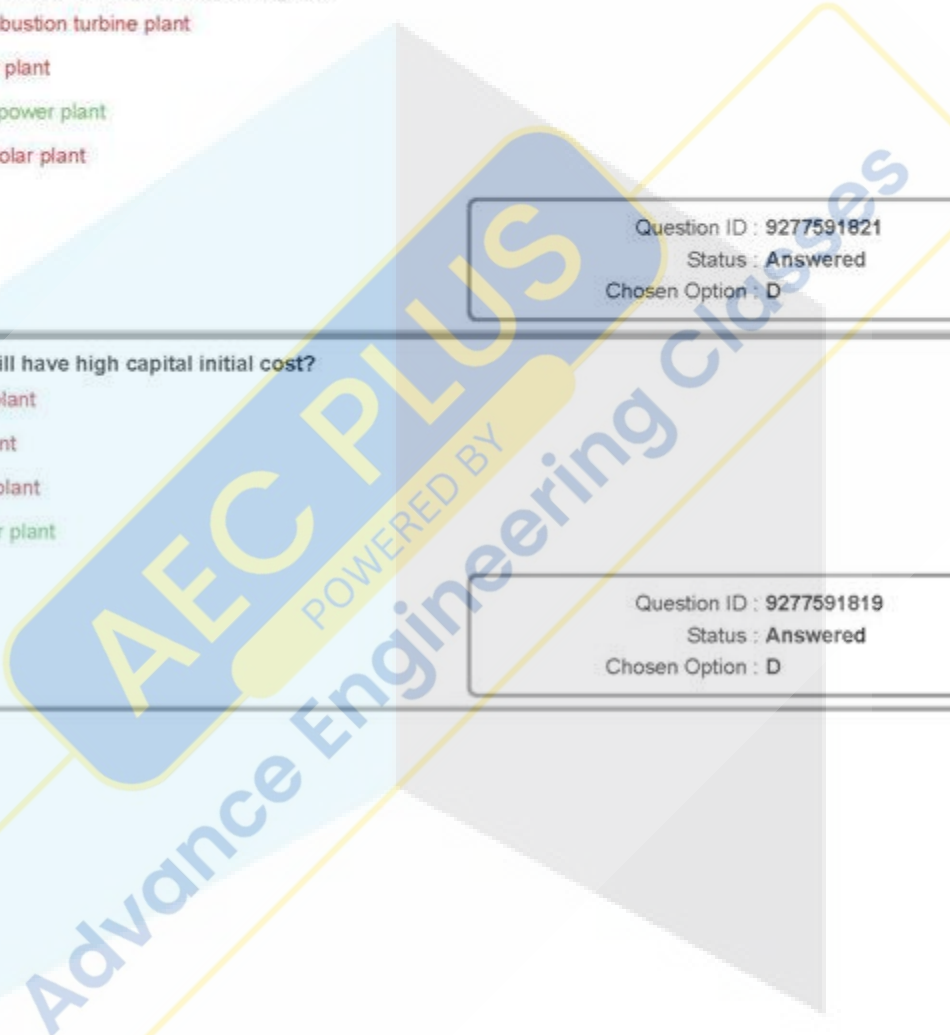 bustion turbine plant
plant
power plant
olar plant
Question ID : 9277591821
Status : Answered
Chosen Option : D
ill have high capital initial cost?
lant
nt
plant
r plant
Question ID : 9277591819
Status : Answered
Chosen Option : D
AEC PLUS
POWERED BY
Advance Engineering Classes